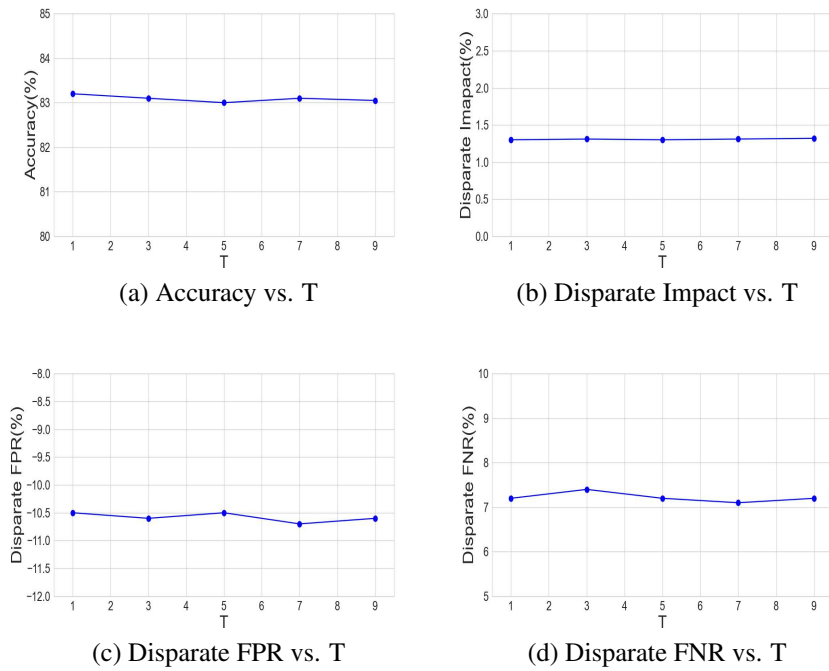 85
84
83
82
81
80
Accuracy(%)
1 2 3 4 5 6 7 8 9
T
(a) Accuracy vs. T
3.0
2.5
2.0
1.5
1.0
0.5
0.0
Disparate Imapact(%)
1 2 3 4 5 6 7 8 9
T
(b) Disparate Impact vs. T
−8.0
−8.5
−9.0
−9.5
−10.0
−10.5
−11.0
−11.5
−12.0
Disparate FPR(%)
1 2 3 4 5 6 7 8 9
T
(c) Disparate FPR vs. T
10
9
8
7
6
5
Disparate FNR(%)
1 2 3 4 5 6 7 8 9
T
(d) Disparate FNR vs. T